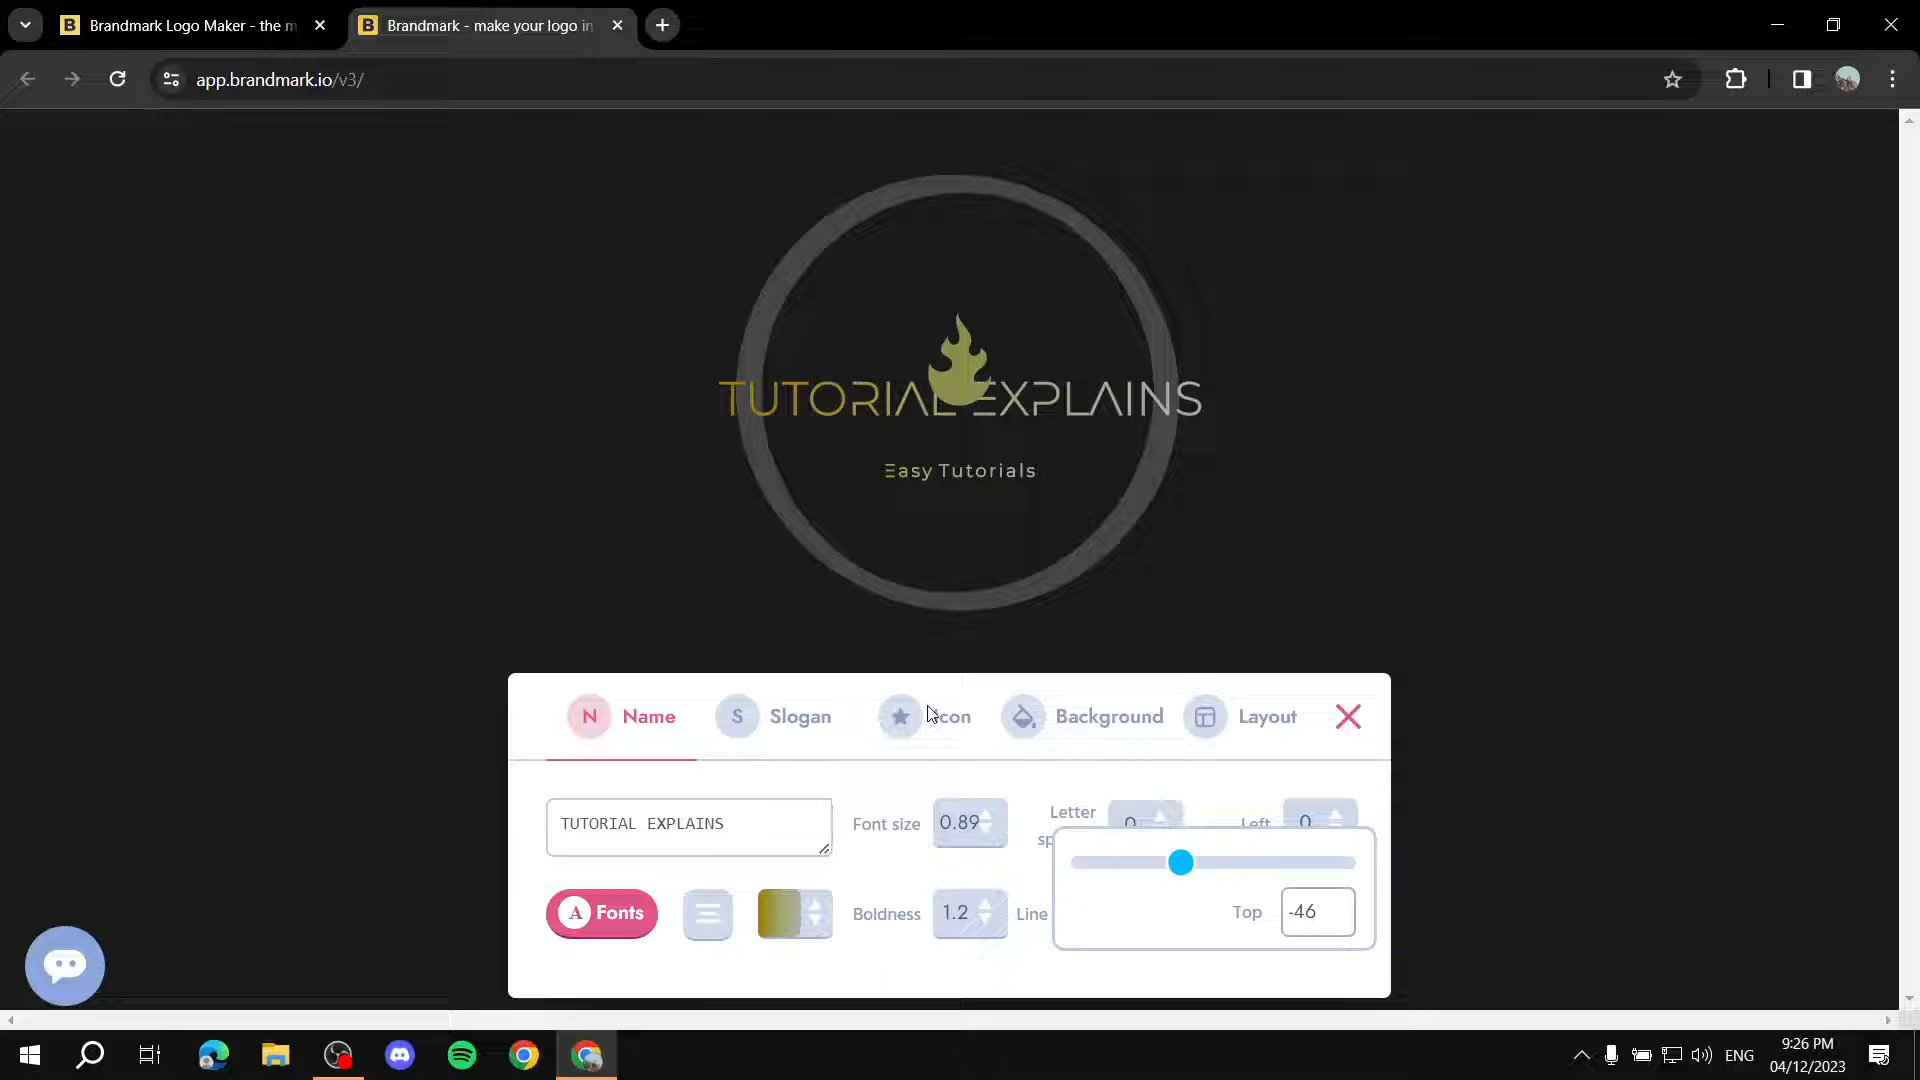 B Brandmark Logo Maker - the m
B Brandmark - make your logo in
app.brandmark.io/v3/
TUTORIAL EXPLAINS
Easy Tutorials
N Name
S Slogan
Icon
Background
Layout
TUTORIAL EXPLAINS
Font size 0.89
Letter
sp
0
Left 0
A Fonts
Boldness 1.2
Line
Top -46
ENG
9:26 PM
04/12/2023